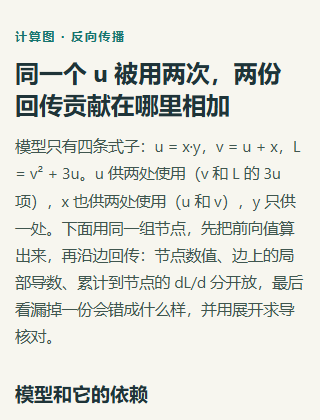 计算图 · 反向传播
同一个 u 被用两次，两份
回传贡献在哪里相加
模型只有四条式子：u = x·y，v = u + x，L
= v² + 3u。u 供两处使用（v 和 L 的 3u
项），x 也供两处使用（u 和 v），y 只供
一处。下面用同一组节点，先把前向值算
出来，再沿边回传：节点数值、边上的局
部导数、累计到节点的 dL/d 分开放，最后
看漏掉一份会错成什么样，并用展开求导
核对。
模型和它的依赖